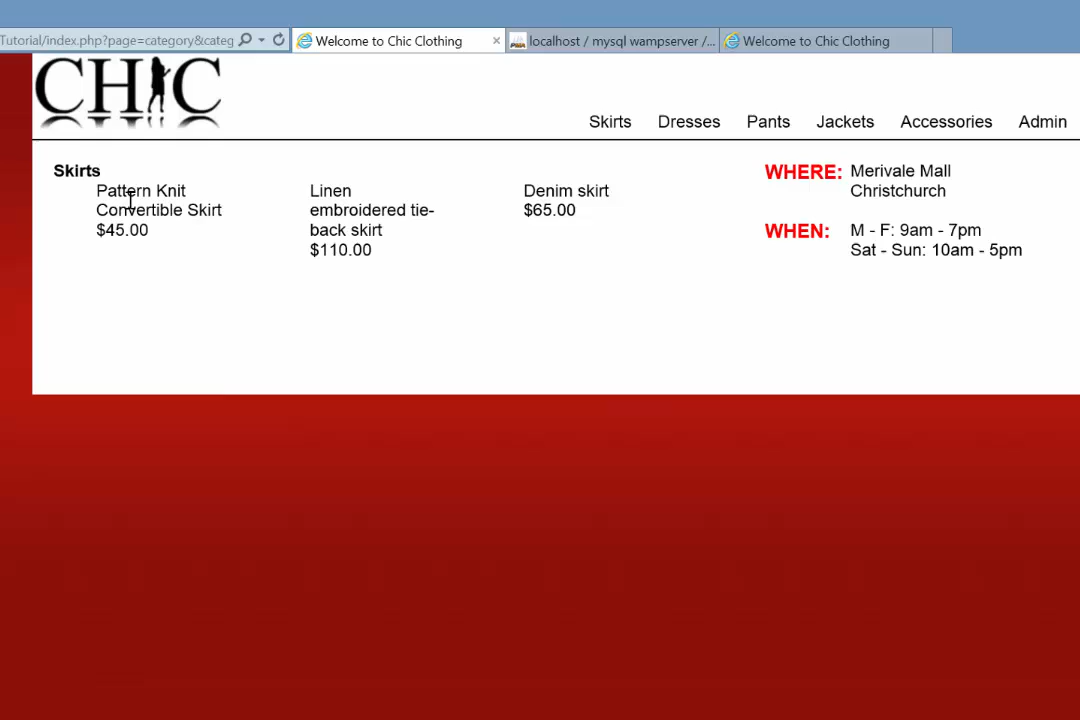 Tutorial/index.php?page=category&categ
Welcome to Chic Clothing
localhost / mysql wampserver /...
Welcome to Chic Clothing
CHIC
Skirts Dresses Pants Jackets Accessories Admin
Skirts
Pattern Knit
Convertible Skirt
$45.00
Linen
embroidered tie-
back skirt
$110.00
Denim skirt
$65.00
WHERE: Merivale Mall
Christchurch
WHEN: M - F: 9am - 7pm
Sat - Sun: 10am - 5pm